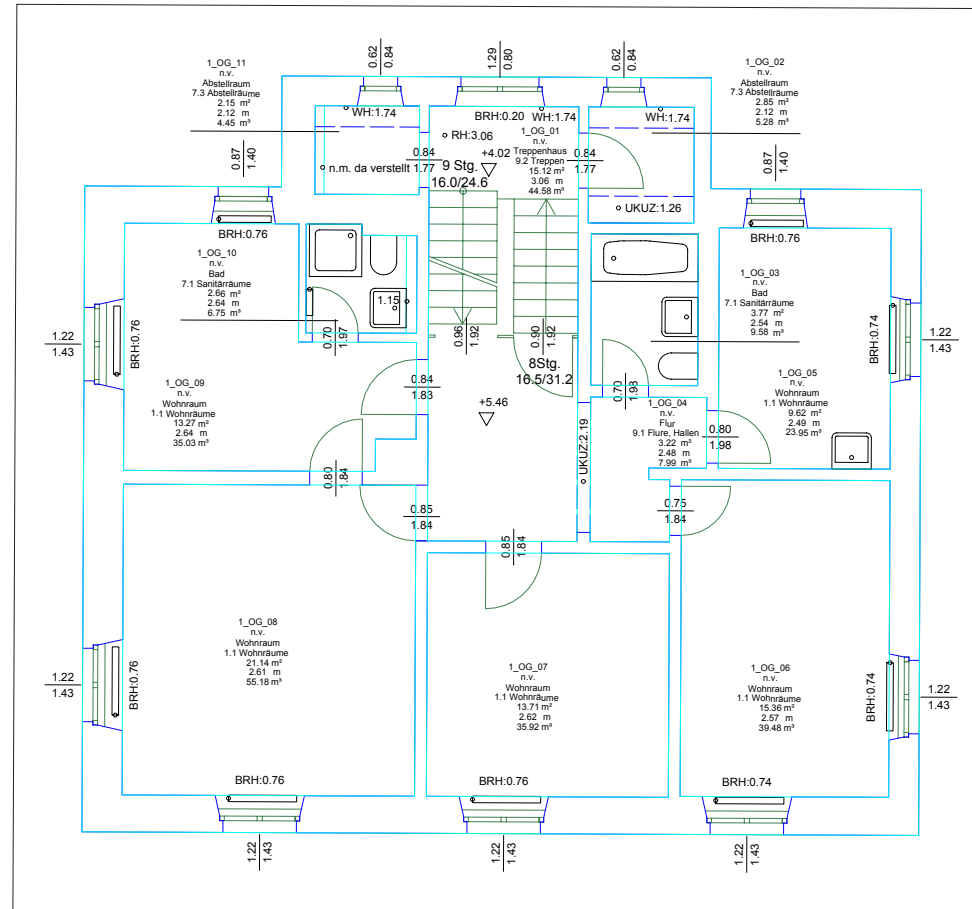 1_OG_11
n.v.
Abstellraum
7.3 Abstellräume
2.15 m²
2.12 m
4.45 m³
0.62
0.84
1.29
0.80
0.62
0.84
1_OG_02
n.v.
Abstellraum
7.3 Abstellräume
2.85 m²
2.12 m
5.28 m³
0.87
1.40
WH:1.74
BRH:0.20
WH:1.74
WH:1.74
RH:3.06
1_OG_01
n.v.
Treppenhaus
9.2 Treppen
15.12 m²
3.06 m
44.58 m³
+4.02
n.m. da verstellt
0.84
1.77
9 Stg.
16.0/24.6
0.84
1.77
0.87
1.40
UKUZ:1.26
BRH:0.76
BRH:0.76
1_OG_10
n.v.
Bad
7.1 Sanitärräume
2.66 m²
2.64 m
6.75 m³
1.15
1_OG_03
n.v.
Bad
7.1 Sanitärräume
3.77 m²
2.54 m
9.58 m³
1.22
1.43
BRH:0.76
0.70
1.97
0.96
1.92
0.90
1.92
BRH:0.74
1.22
1.43
8Stg.
16.5/31.2
1_OG_09
n.v.
Wohnraum
1.1 Wohnräume
13.27 m²
2.64 m
35.03 m³
0.84
1.83
+5.46
0.70
1.98
1_OG_05
n.v.
Wohnraum
1.1 Wohnräume
9.62 m²
2.49 m
23.95 m³
1_OG_04
n.v.
Flur
9.1 Flure, Hallen
3.22 m²
2.48 m
7.99 m³
0.80
1.98
UKUZ:2.19
0.80
1.84
0.85
1.84
0.75
1.84
0.85
1.84
1_OG_08
n.v.
Wohnraum
1.1 Wohnräume
21.14 m²
2.61 m
55.18 m³
1_OG_07
n.v.
Wohnraum
1.1 Wohnräume
13.71 m²
2.62 m
35.92 m³
1_OG_06
n.v.
Wohnraum
1.1 Wohnräume
15.36 m²
2.57 m
39.48 m³
1.22
1.43
BRH:0.76
BRH:0.74
1.22
1.43
BRH:0.76
BRH:0.76
BRH:0.74
1.22
1.43
1.22
1.43
1.22
1.43